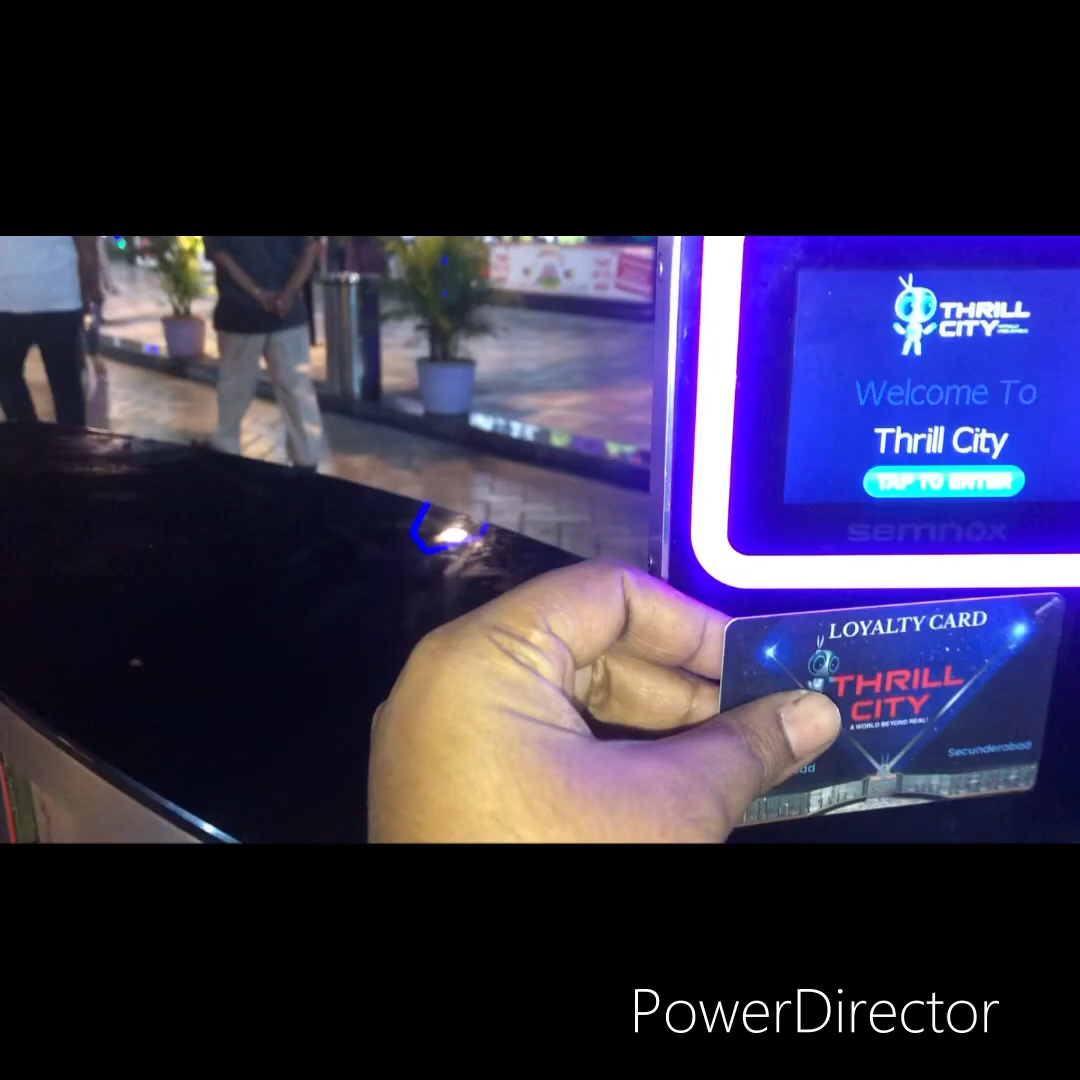 THRILL
CITY
Welcome To
Thrill City
TAP TO ENTER
semnox
LOYALTY CARD
THRILL
CITY
A WORLD BEYOND REAL!
Secunderabad
PowerDirector